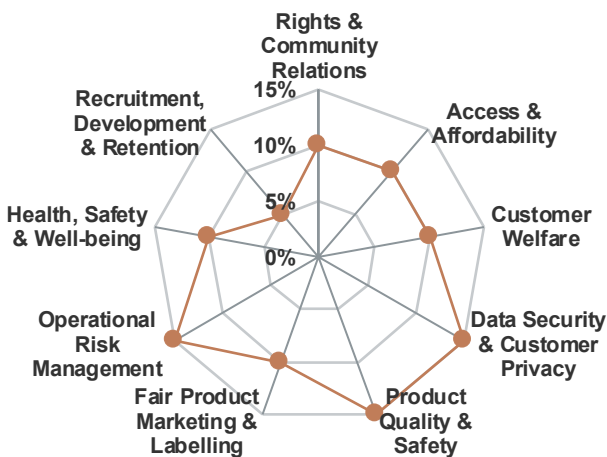 Rights &
Community
Relations
15%
10%
5%
0%
Access &
Affordability
Customer
Welfare
Data Security
& Customer
Privacy
Product
Quality &
Safety
Fair Product
Marketing &
Labelling
Operational
Risk
Management
Health, Safety
& Well-being
Recruitment,
Development
& Retention